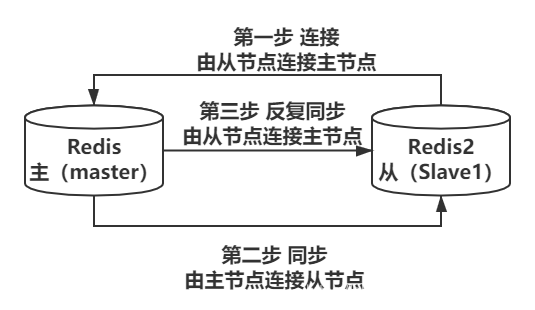 第一步 连接
由从节点连接主节点
第三步 反复同步
由从节点连接主节点
Redis
主（master）
Redis2
从（Slave1）
第二步 同步
由主节点连接从节点